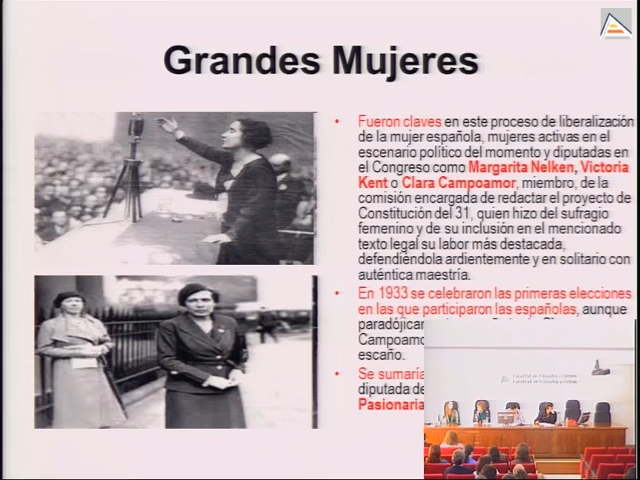 Grandes Mujeres
• Fueron claves en este proceso de liberalización
de la mujer española, mujeres activas en el
escenario político del momento y diputadas en
el Congreso como Margarita Nelken, Victoria
Kent o Clara Campoamor, miembro, de la
comisión encargada de redactar el proyecto de
Constitución del 31, quien hizo del sufragio
femenino y de su inclusión en el mencionado
texto legal su labor más destacada,
defendiéndola ardientemente y en solitario con
auténtica maestría.
• En 1933 se celebraron las primeras elecciones
en las que participaron las españolas, aunque
Campoamo
escaño.
• Se sumaría
diputada de
Pasionaria